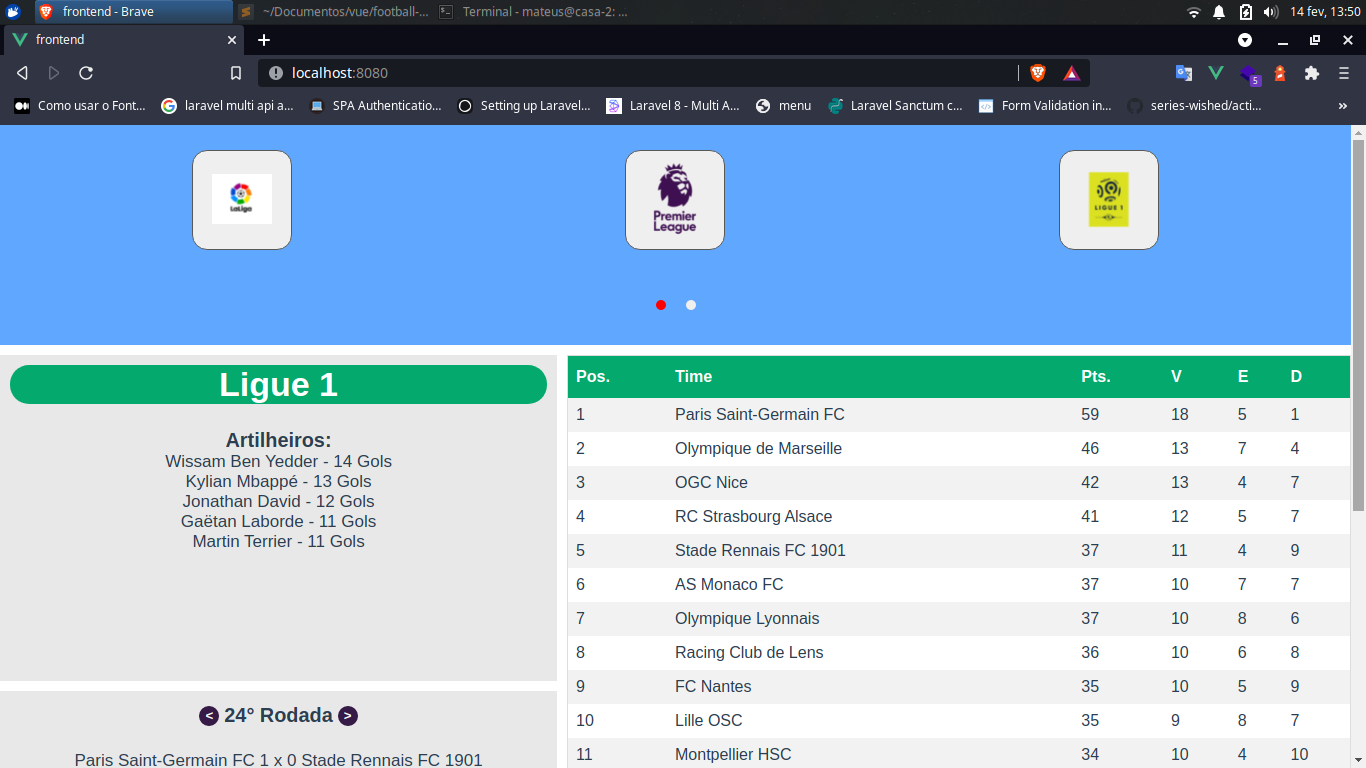 frontend - Brave
~/Documentos/vue/football-...
Terminal - mateus@casa-2: ...
14 fev, 13:50
frontend
localhost:8080
5
Como usar o Font...
laravel multi api a...
SPA Authenticatio...
Setting up Laravel...
Laravel 8 - Multi A...
menu
Laravel Sanctum c...
Form Validation in...
series-wished/acti...
»
LaLiga
Premier
League
LIGUE 1
Ligue 1
Artilheiros:
Wissam Ben Yedder - 14 Gols
Kylian Mbappé - 13 Gols
Jonathan David - 12 Gols
Gaëtan Laborde - 11 Gols
Martin Terrier - 11 Gols
< 24° Rodada >
Paris Saint-Germain FC 1 x 0 Stade Rennais FC 1901
Pos. Time Pts. V E D
1 Paris Saint-Germain FC 59 18 5 1
2 Olympique de Marseille 46 13 7 4
3 OGC Nice 42 13 4 7
4 RC Strasbourg Alsace 41 12 5 7
5 Stade Rennais FC 1901 37 11 4 9
6 AS Monaco FC 37 10 7 7
7 Olympique Lyonnais 37 10 8 6
8 Racing Club de Lens 36 10 6 8
9 FC Nantes 35 10 5 9
10 Lille OSC 35 9 8 7
11 Montpellier HSC 34 10 4 10